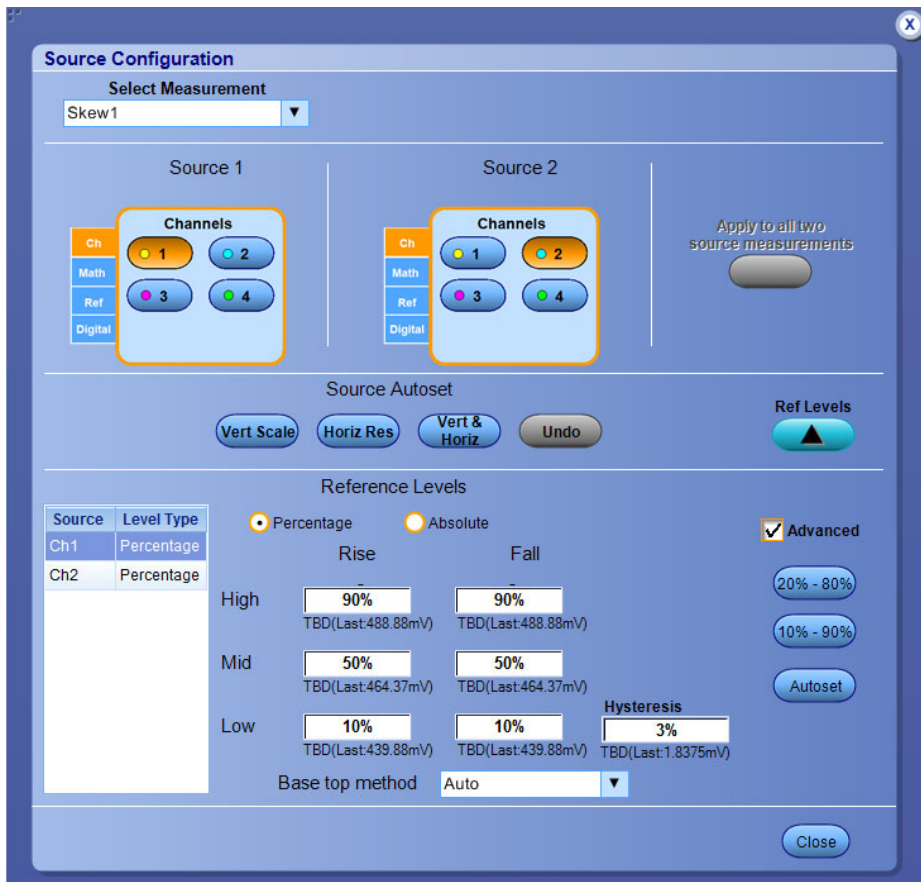 X
Source Configuration
Select Measurement
Skew1
Source 1
Source 2
Channels
Ch
Math
Ref
Digital
1
2
3
4
Channels
Ch
Math
Ref
Digital
1
2
3
4
Apply to all two
source measurements
Source Autoset
Vert Scale
Horiz Res
Vert &
Horiz
Undo
Ref Levels
Reference Levels
Source Level Type
Ch1 Percentage
Ch2 Percentage
Percentage
Absolute
Advanced
Rise Fall
High 90% 90%
TBD(Last:488.88mV) TBD(Last:488.88mV)
Mid 50% 50%
TBD(Last:464.37mV) TBD(Last:464.37mV)
Low 10% 10%
TBD(Last:439.88mV) TBD(Last:439.88mV)
Hysteresis
3%
TBD(Last:1.8375mV)
20% - 80%
10% - 90%
Autoset
Base top method Auto
Close